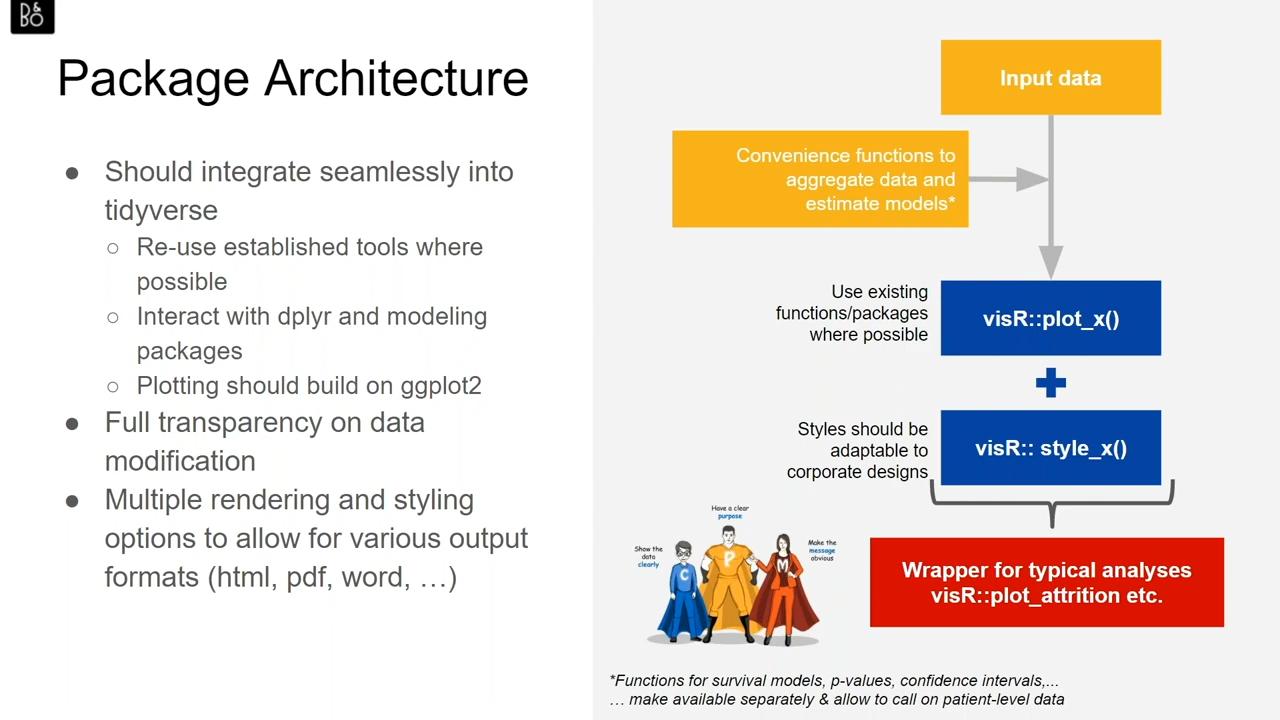 B&O
Package Architecture
● Should integrate seamlessly into
tidyverse
○ Re-use established tools where
possible
○ Interact with dplyr and modeling
packages
○ Plotting should build on ggplot2
● Full transparency on data
modification
● Multiple rendering and styling
options to allow for various output
formats (html, pdf, word, …)
Input data
Convenience functions to
aggregate data and
estimate models*
Use existing
functions/packages
where possible
visR::plot_x()
Styles should be
adaptable to
corporate designs
visR:: style_x()
Have a clear
purpose
Show the
data
clearly
Make the
message
obvious
C
P
M
Wrapper for typical analyses
visR::plot_attrition etc.
*Functions for survival models, p-values, confidence intervals,...
… make available separately & allow to call on patient-level data